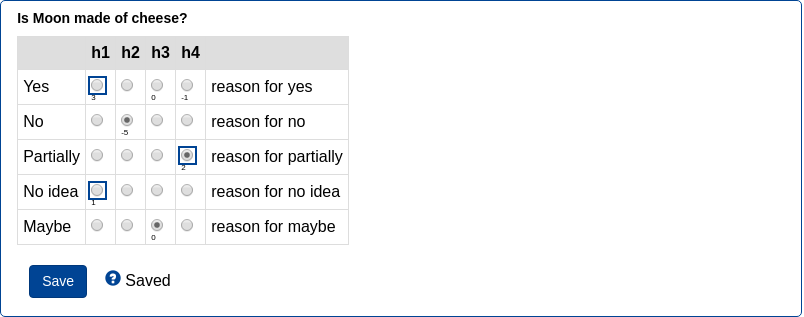 Is Moon made of cheese?
h1 h2 h3 h4
Yes reason for yes
3 0 -1
No reason for no
-5
Partially reason for partially
2
No idea reason for no idea
1
Maybe reason for maybe
0
Save ? Saved